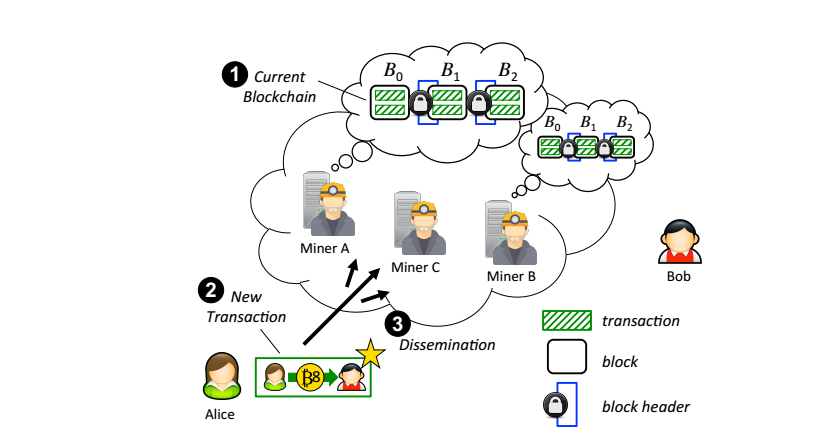 1 Current
Blockchain
B₀ B₁ B₂
B₀ B₁ B₂
Miner A
Miner C
Miner B
Bob
2 New
Transaction
3
Dissemination
฿8
Alice
transaction
block
block header